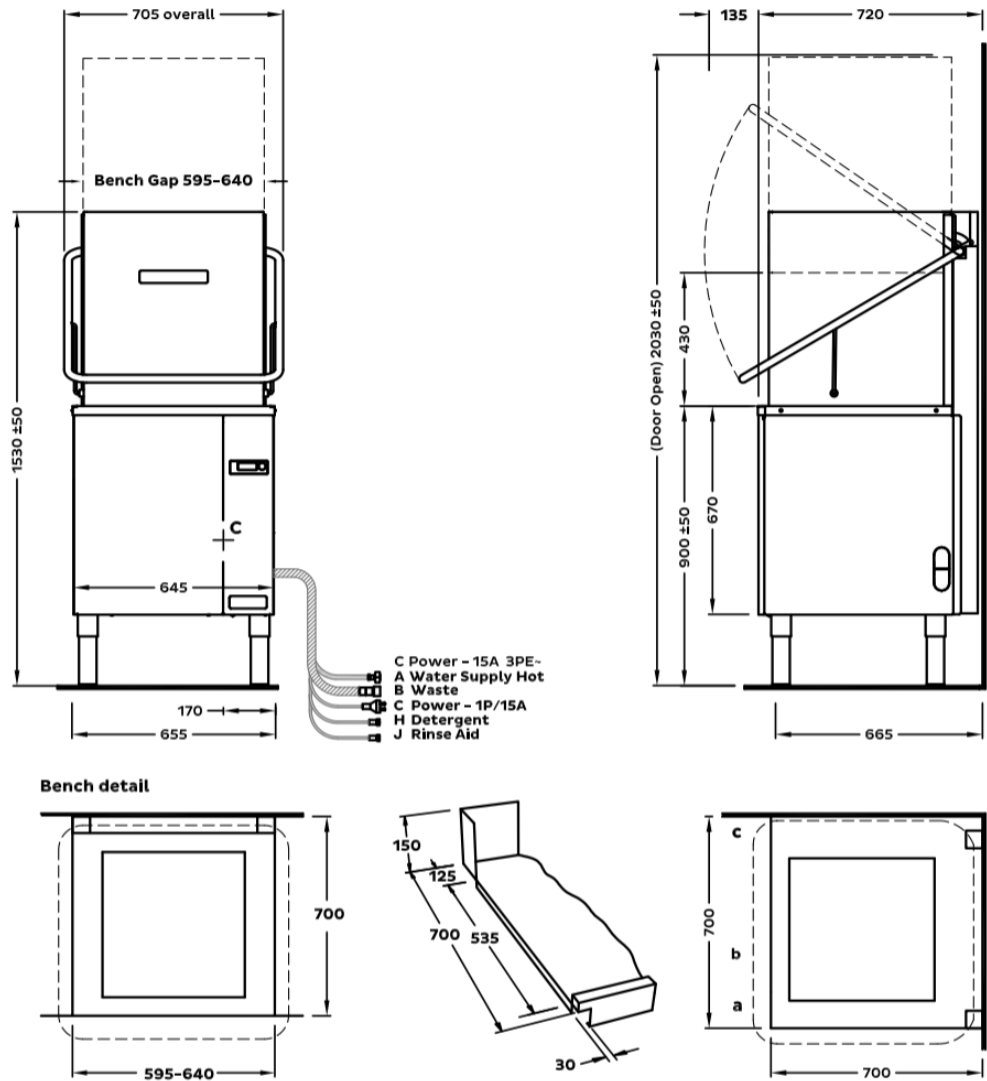 705 overall
135
720
Bench Gap 595-640
1530 ±50
(Door Open) 2030 ±50
430
900 ±50
670
C
645
C Power - 15A 3PE~
A Water Supply Hot
B Waste
C Power - 1P/15A
H Detergent
J Rinse Aid
170
655
665
Bench detail
700
595-640
150
125
700
535
30
c
b
a
700
700